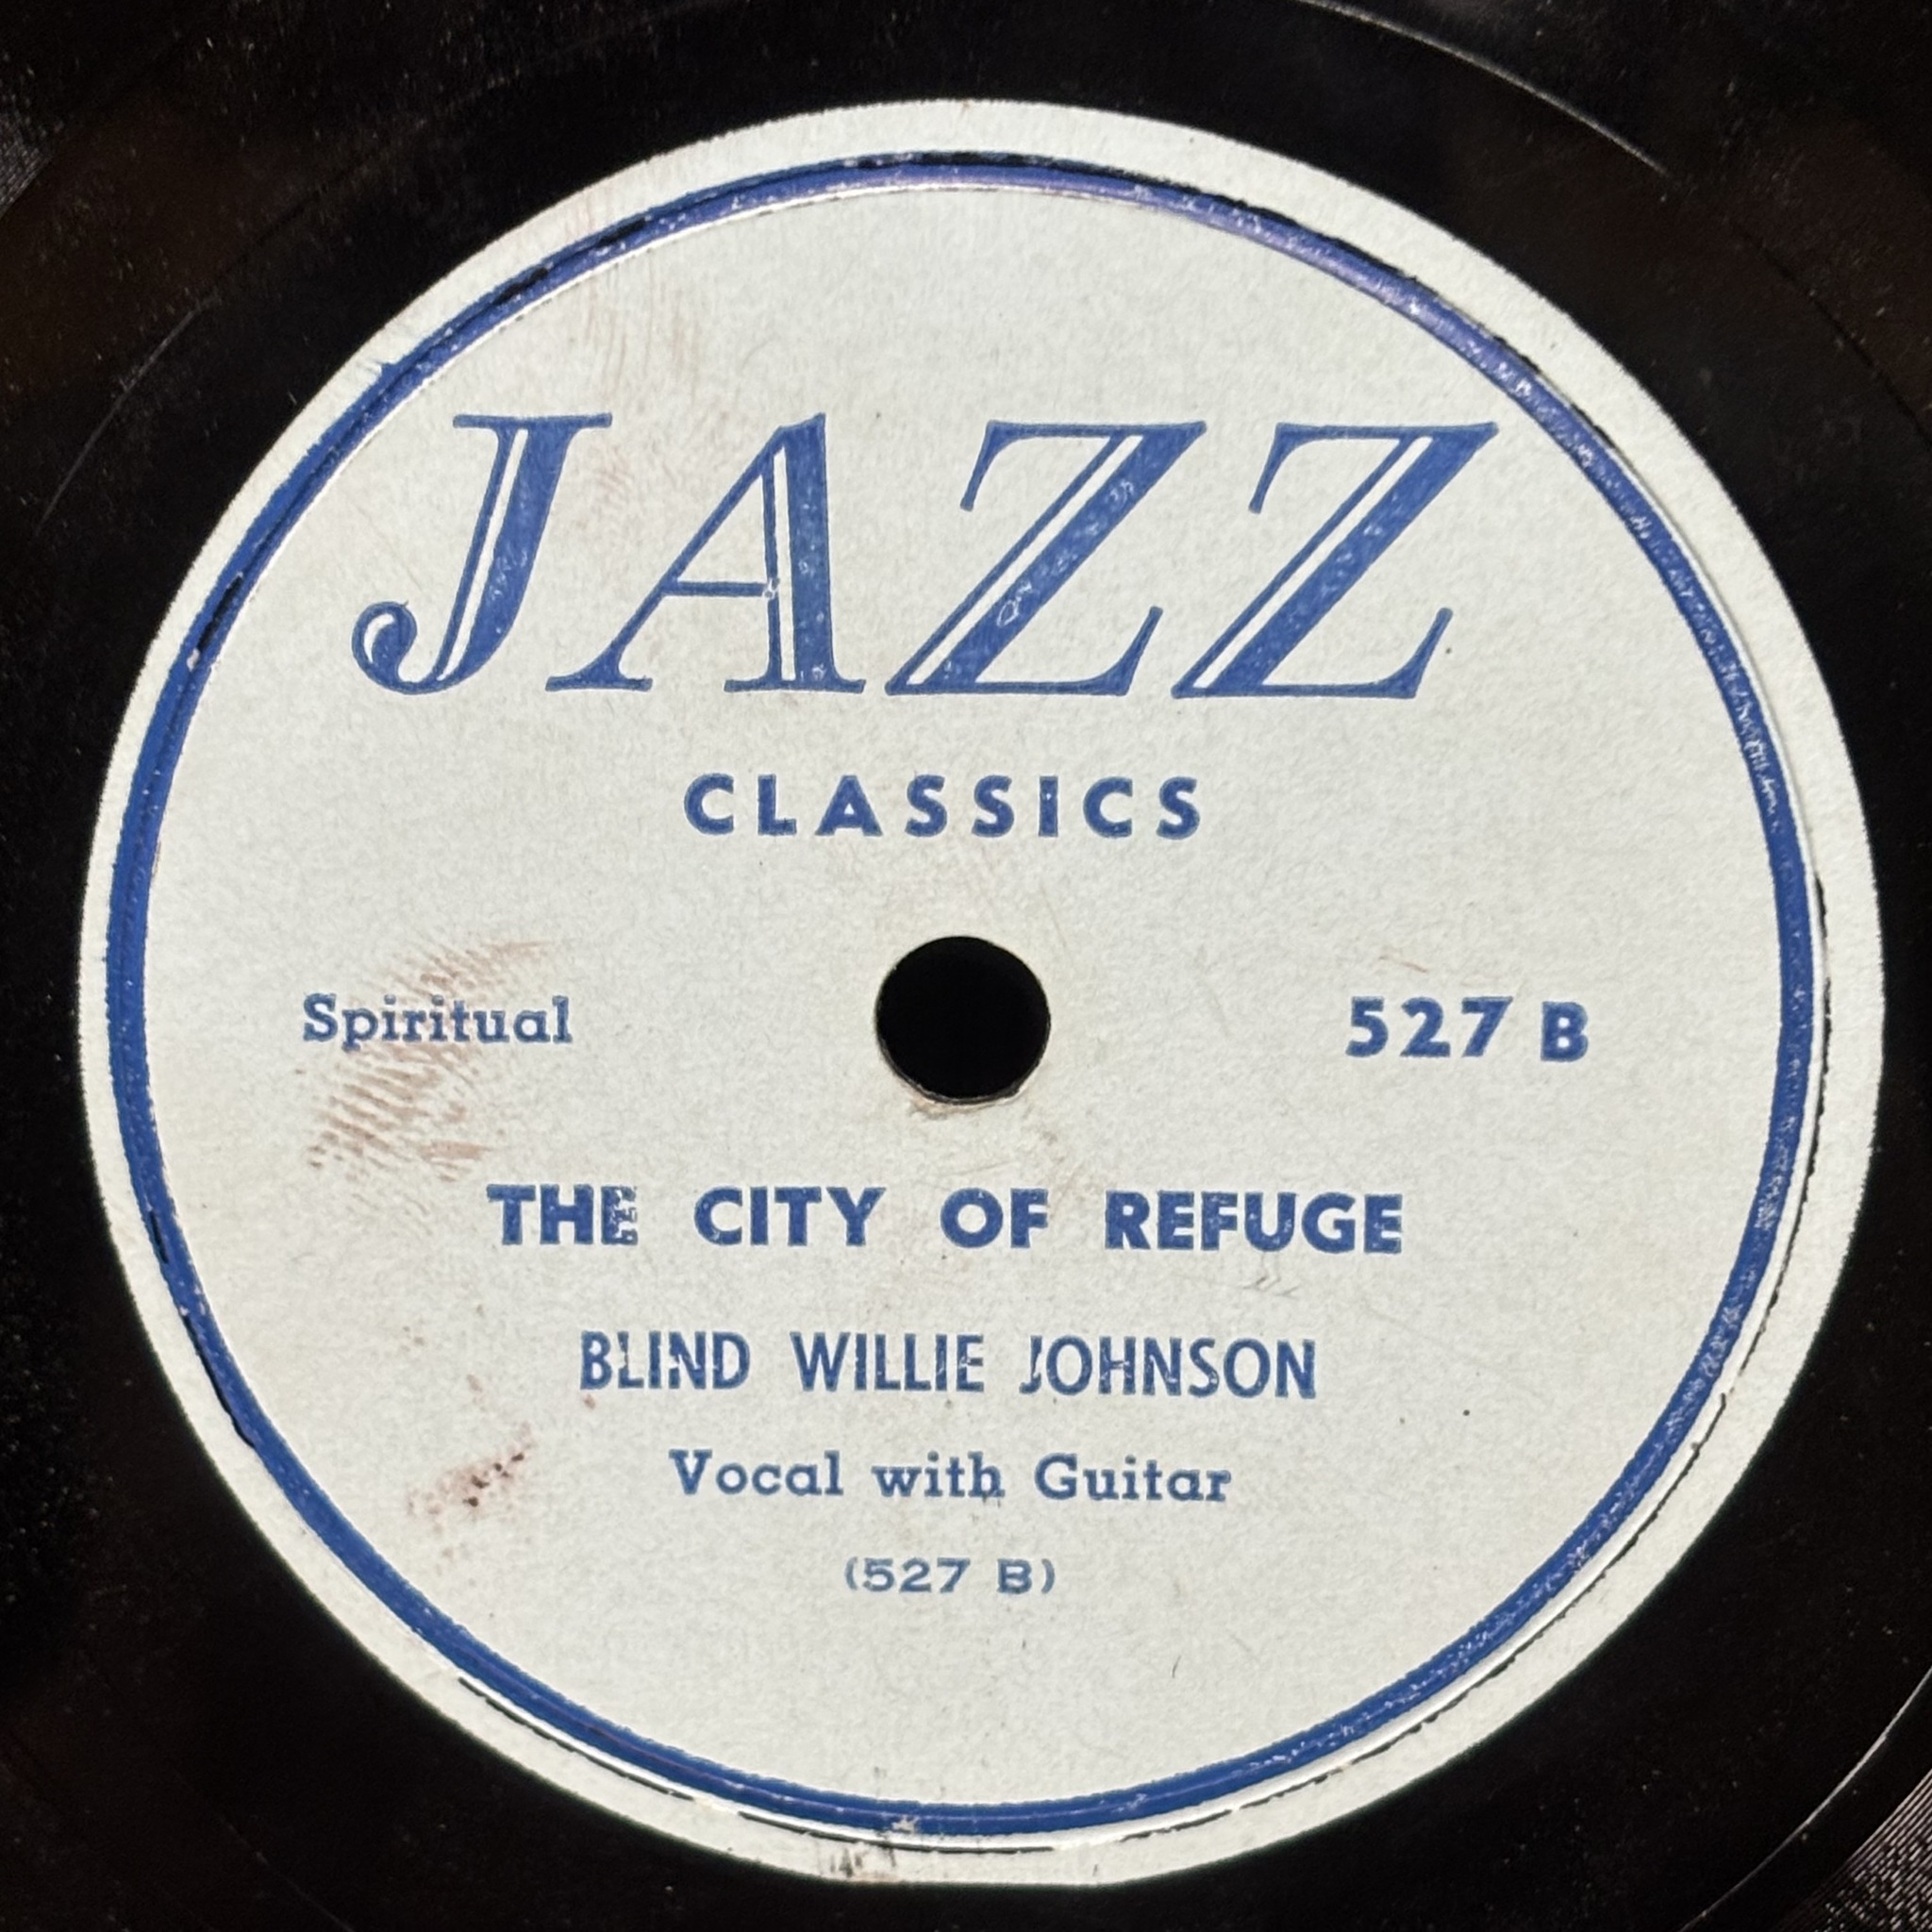 JAZZ
CLASSICS
Spiritual
527 B
THE CITY OF REFUGE
BLIND WILLIE JOHNSON
Vocal with Guitar
(527 B)